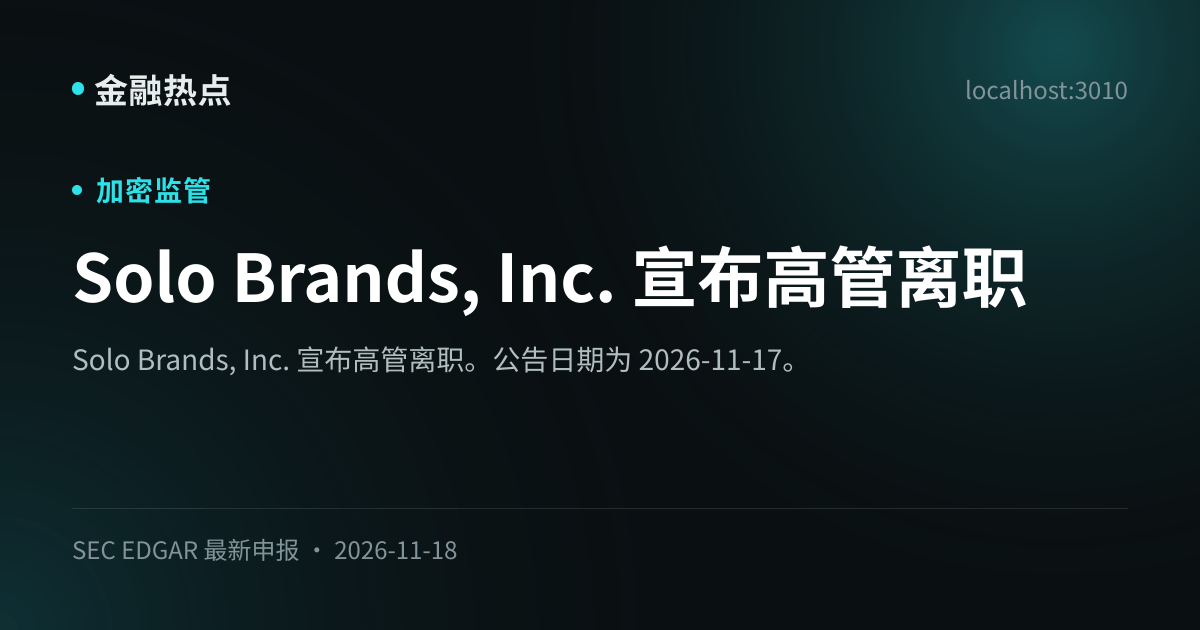 金融热点
localhost:3010
加密监管
Solo Brands, Inc. 宣布高管离职
Solo Brands, Inc. 宣布高管离职。公告日期为 2026-11-17。
SEC EDGAR 最新申报 · 2026-11-18